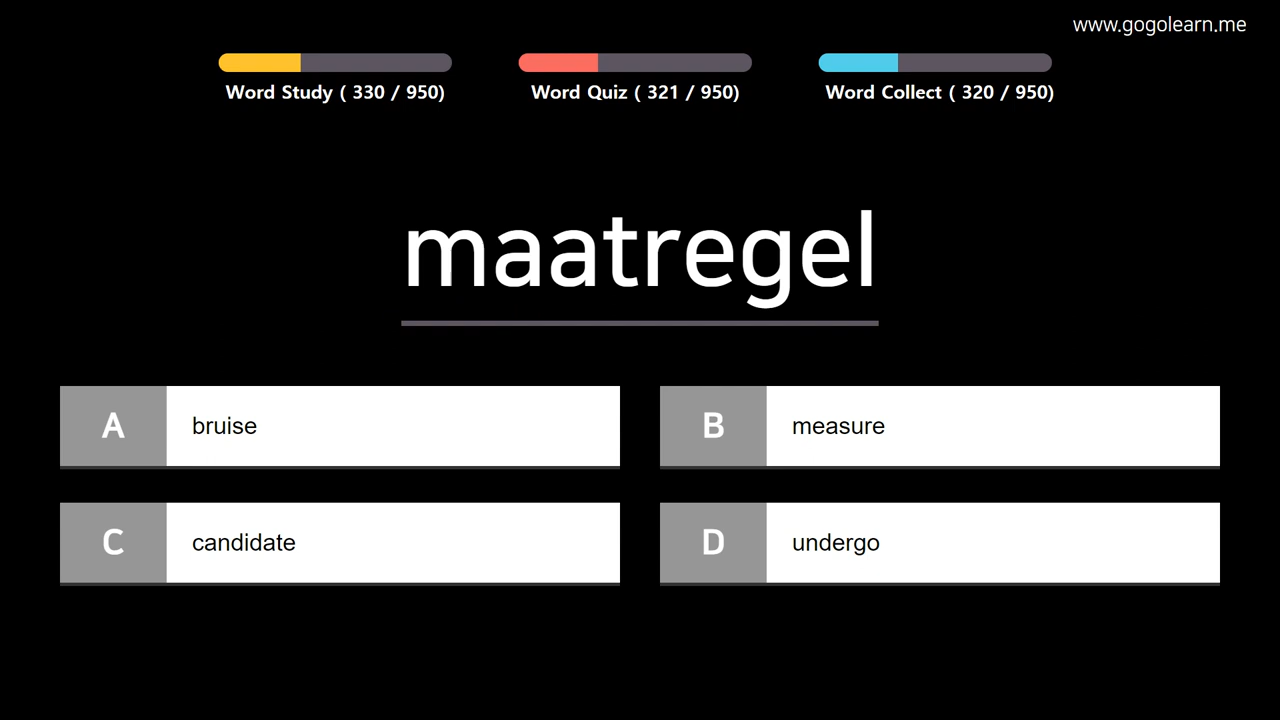 www.gogolearn.me
Word Study ( 330 / 950)
Word Quiz ( 321 / 950)
Word Collect ( 320 / 950)
maatregel
A bruise
B measure
C candidate
D undergo